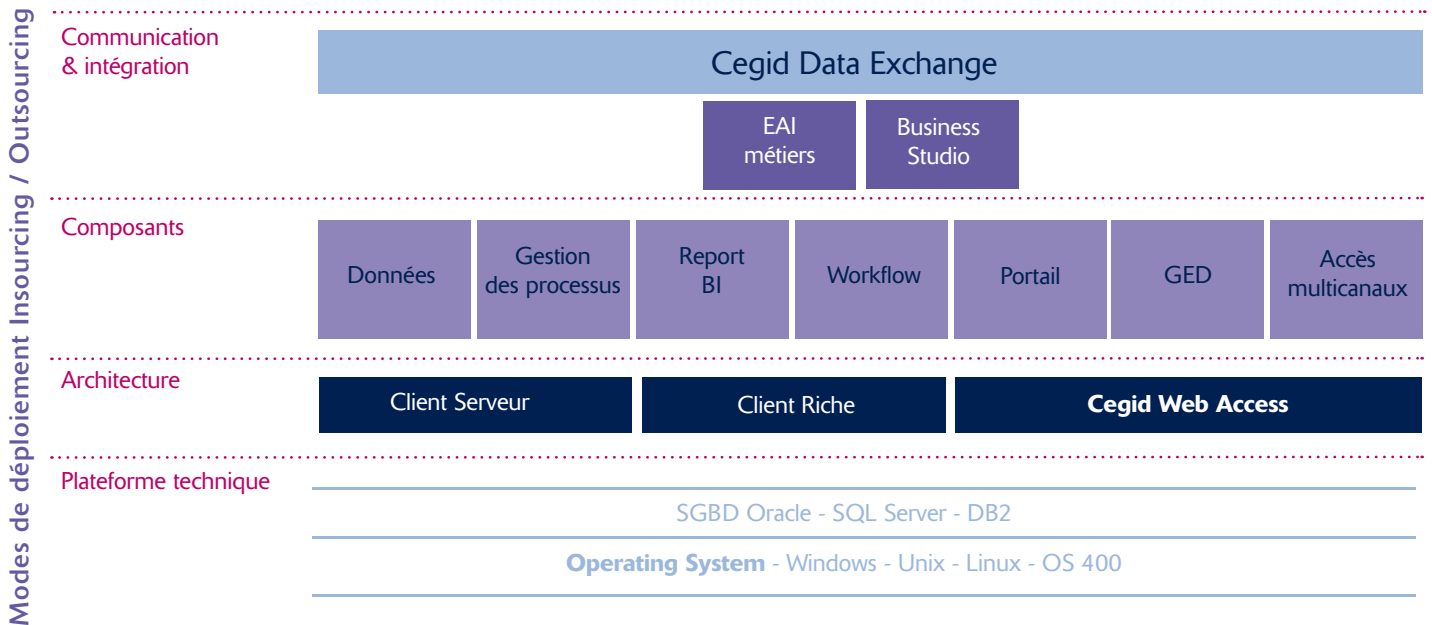 Modes de déploiement Insourcing / Outsourcing
Communication
& intégration
Cegid Data Exchange
EAI
métiers
Business
Studio
Composants
Données
Gestion
des processus
Report
BI
Workflow
Portail
GED
Accès
multicanaux
Architecture
Client Serveur
Client Riche
Cegid Web Access
Plateforme technique
SGBD Oracle - SQL Server - DB2
Operating System - Windows - Unix - Linux - OS 400